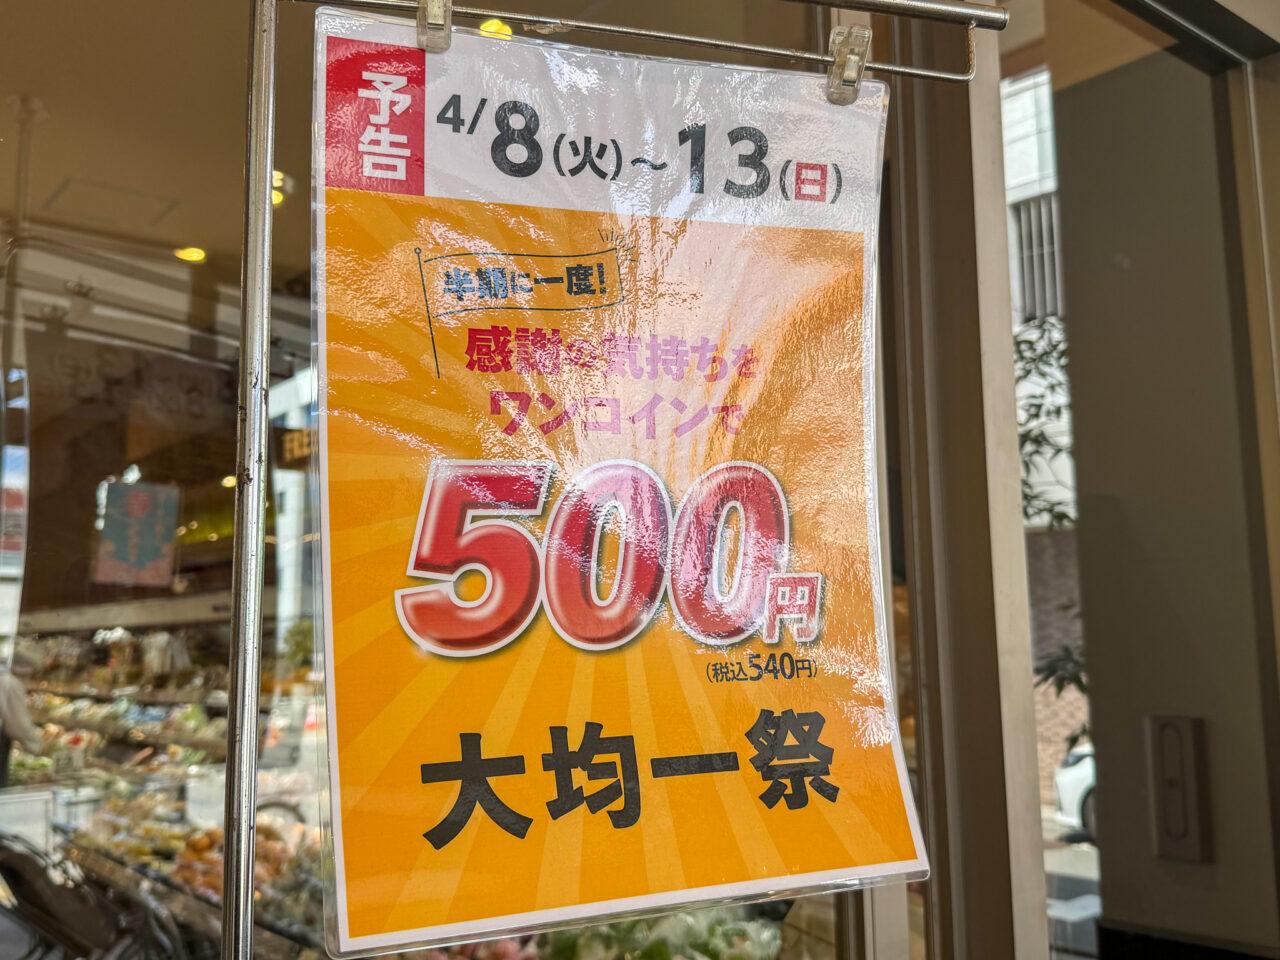 予告
4/8(火)～13(日)
半期に一度!
感謝の気持ちを
ワンコインで
500円
(税込540円)
大均一祭